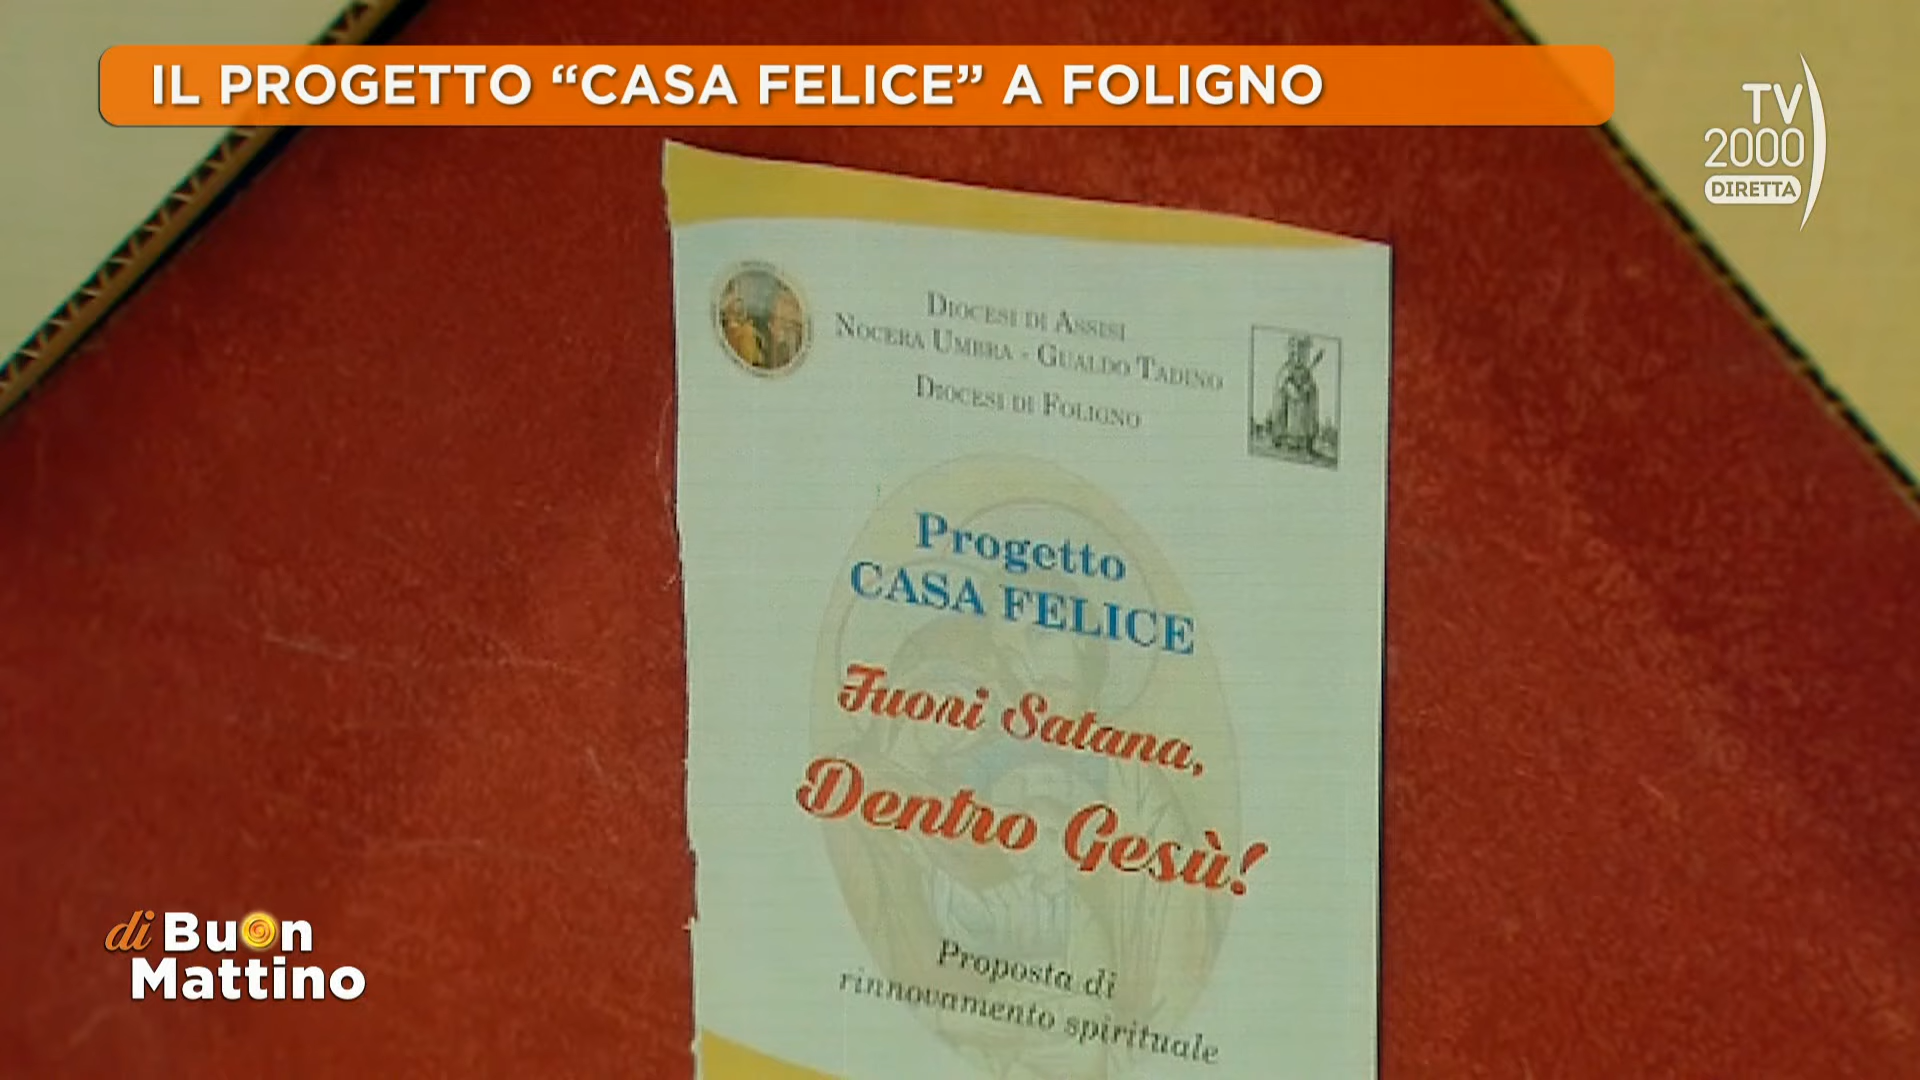 IL PROGETTO “CASA FELICE” A FOLIGNO
TV
2000
DIRETTA
DIOCESI DI ASSISI
NOCERA UMBRA - GUALDO TADINO
DIOCESI DI FOLIGNO
Progetto
CASA FELICE
Fuori Satana,
Dentro Gesù!
Proposta di
rinnovamento spirituale
di Buon
Mattino